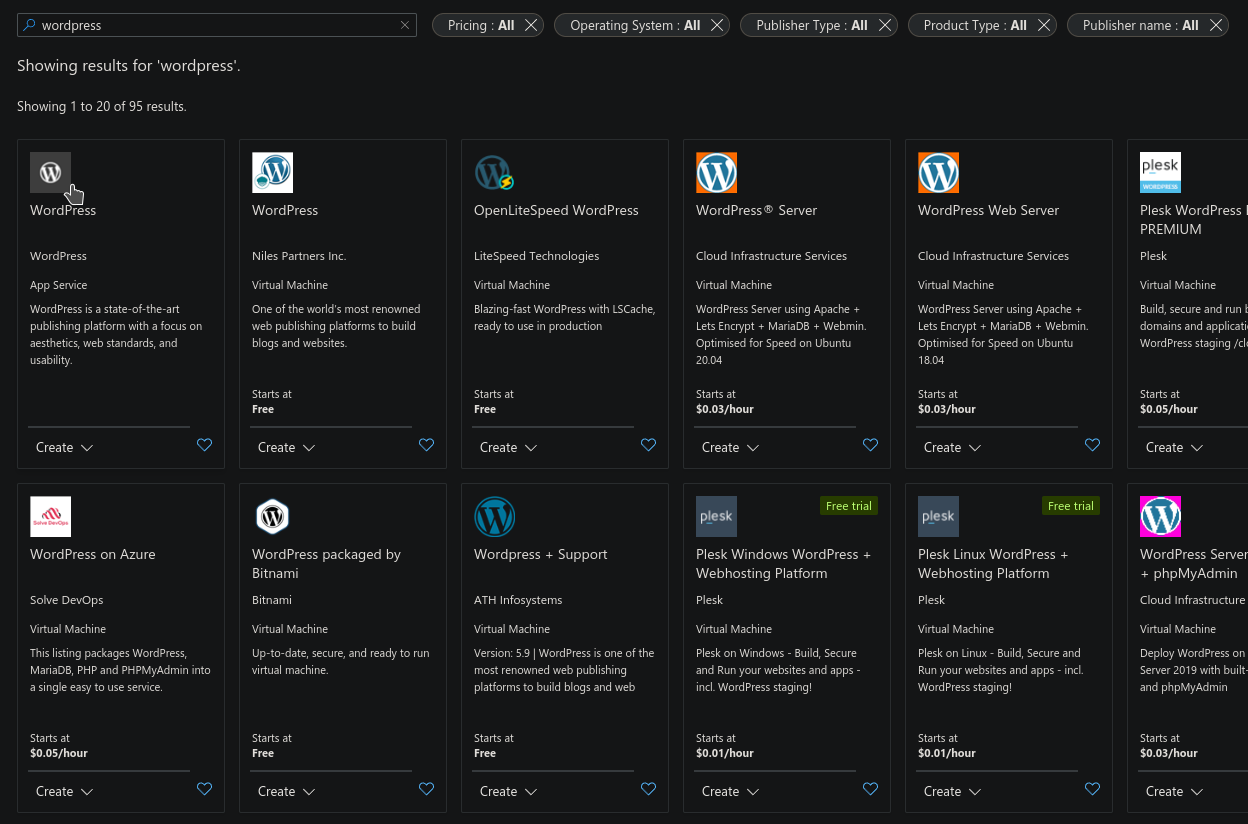 wordpress
Pricing : All
Operating System : All
Publisher Type : All
Product Type : All
Publisher name : All
Showing results for 'wordpress'.
Showing 1 to 20 of 95 results.
WordPress
WordPress
App Service
WordPress is a state-of-the-art
publishing platform with a focus on
aesthetics, web standards, and
usability.
Create
WordPress
Niles Partners Inc.
Virtual Machine
One of the world's most renowned
web publishing platforms to build
blogs and websites.
Starts at
Free
Create
OpenLiteSpeed WordPress
LiteSpeed Technologies
Virtual Machine
Blazing-fast WordPress with LSCache,
ready to use in production
Starts at
Free
Create
WordPress® Server
Cloud Infrastructure Services
Virtual Machine
WordPress Server using Apache +
Lets Encrypt + MariaDB + Webmin.
Optimised for Speed on Ubuntu
20.04
Starts at
$0.03/hour
Create
WordPress Web Server
Cloud Infrastructure Services
Virtual Machine
WordPress Server using Apache +
Lets Encrypt + MariaDB + Webmin.
Optimised for Speed on Ubuntu
18.04
Starts at
$0.03/hour
Create
plesk
WORDPRESS
Plesk WordPress
PREMIUM
Plesk
Virtual Machine
Build, secure and run
domains and
WordPress staging
Starts at
$0.05/hour
Create
Solve DevOps
WordPress on Azure
Solve DevOps
Virtual Machine
This listing packages WordPress,
MariaDB, PHP and PHPMyAdmin into
a single easy to use service.
Starts at
$0.05/hour
Create
WordPress packaged by
Bitnami
Bitnami
Virtual Machine
Up-to-date, secure, and ready to run
virtual machine.
Starts at
Free
Create
Wordpress + Support
ATH Infosystems
Virtual Machine
Version: 5.9 | WordPress is one of the
most renowned web publishing
platforms to build blogs and web
Starts at
Free
Create
plesk
Free trial
Plesk Windows WordPress +
Webhosting Platform
Plesk
Virtual Machine
Plesk on Windows - Build, Secure
and Run your websites and apps -
incl. WordPress staging!
Starts at
$0.01/hour
Create
plesk
Free trial
Plesk Linux WordPress +
Webhosting Platform
Plesk
Virtual Machine
Plesk on Linux - Build, Secure and
Run your websites and apps - incl.
WordPress staging!
Starts at
$0.01/hour
Create
WordPress Server
+ phpMyAdmin
Cloud Infrastructure
Virtual Machine
Deploy WordPress on
Server 2019 with built-
and phpMyAdmin
Starts at
$0.03/hour
Create